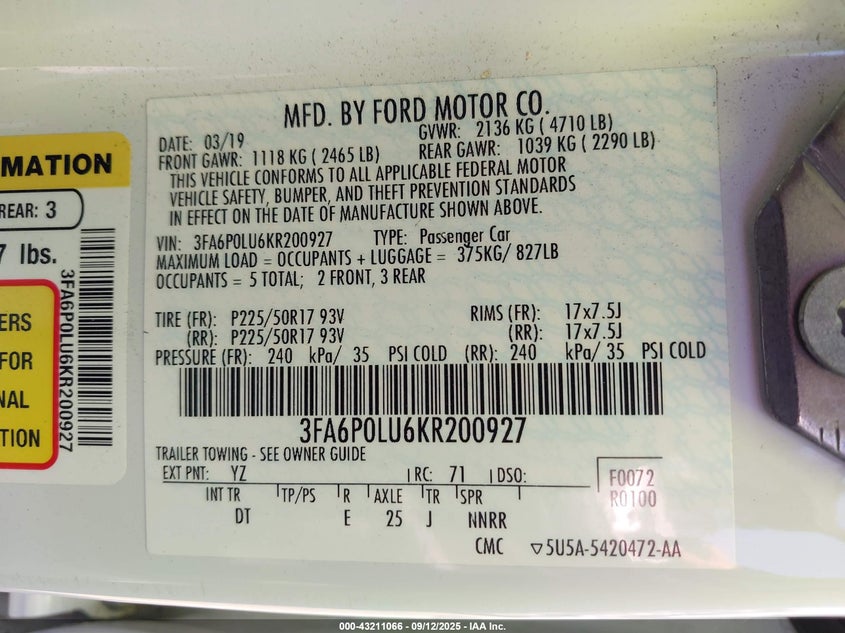 MATION
REAR: 3
7 lbs.
3FA6P0LU6KR200927
ERS
FOR
NAL
TION
MFD. BY FORD MOTOR CO.
DATE: 03/19 GVWR: 2136 KG ( 4710 LB)
FRONT GAWR: 1118 KG ( 2465 LB) REAR GAWR: 1039 KG ( 2290 LB)
THIS VEHICLE CONFORMS TO ALL APPLICABLE FEDERAL MOTOR
VEHICLE SAFETY, BUMPER, AND THEFT PREVENTION STANDARDS
IN EFFECT ON THE DATE OF MANUFACTURE SHOWN ABOVE.
VIN: 3FA6P0LU6KR200927 TYPE: Passenger Car
MAXIMUM LOAD = OCCUPANTS + LUGGAGE = 375KG/ 827LB
OCCUPANTS = 5 TOTAL; 2 FRONT, 3 REAR
TIRE (FR): P225/50R17 93V RIMS (FR): 17x7.5J
(RR): P225/50R17 93V (RR): 17x7.5J
PRESSURE (FR): 240 kPa/ 35 PSI COLD (RR): 240 kPa/ 35 PSI COLD
3FA6P0LU6KR200927
TRAILER TOWING - SEE OWNER GUIDE
EXT PNT: YZ RC: 71 DSO: F0072
R0100
INT TR TP/PS R AXLE TR SPR
DT E 25 J NNRR
CMC ▽5U5A-5420472-AA
000-43211066 - 09/12/2025 - IAA Inc.